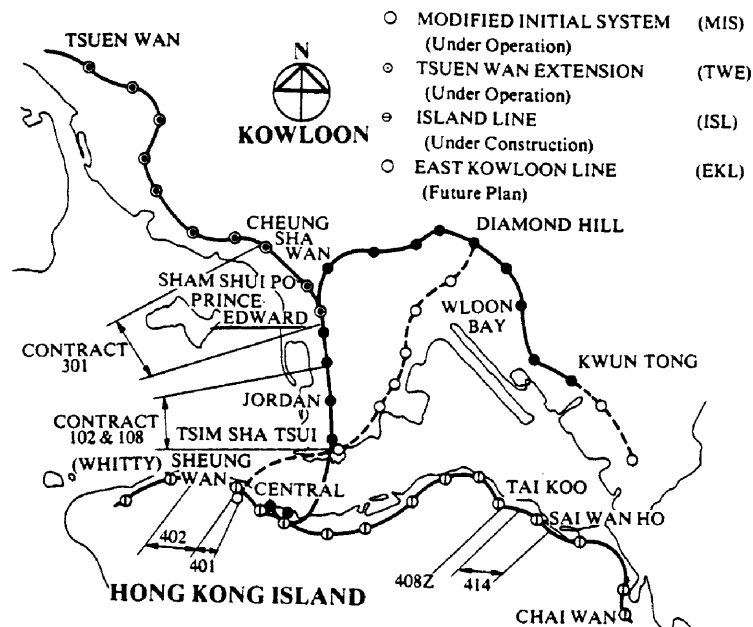 TSUEN WAN
N
KOWLOON
MODIFIED INITIAL SYSTEM (MIS)
(Under Operation)
TSUEN WAN EXTENSION (TWE)
(Under Operation)
ISLAND LINE (ISL)
(Under Construction)
EAST KOWLOON LINE (EKL)
(Future Plan)
DIAMOND HILL
CHEUNG
SHA
WAN
SHAM SHUI PO
PRINCE
EDWARD
WLOON
BAY
CONTRACT
301
KWUN TONG
JORDAN
CONTRACT
102 & 108
TSIM SHA TSUI
(WHITTY)
SHEUNG
WAN
CENTRAL
TAI KOO
SAI WAN HO
402
401
408Z
414
HONG KONG ISLAND
CHAI WAN